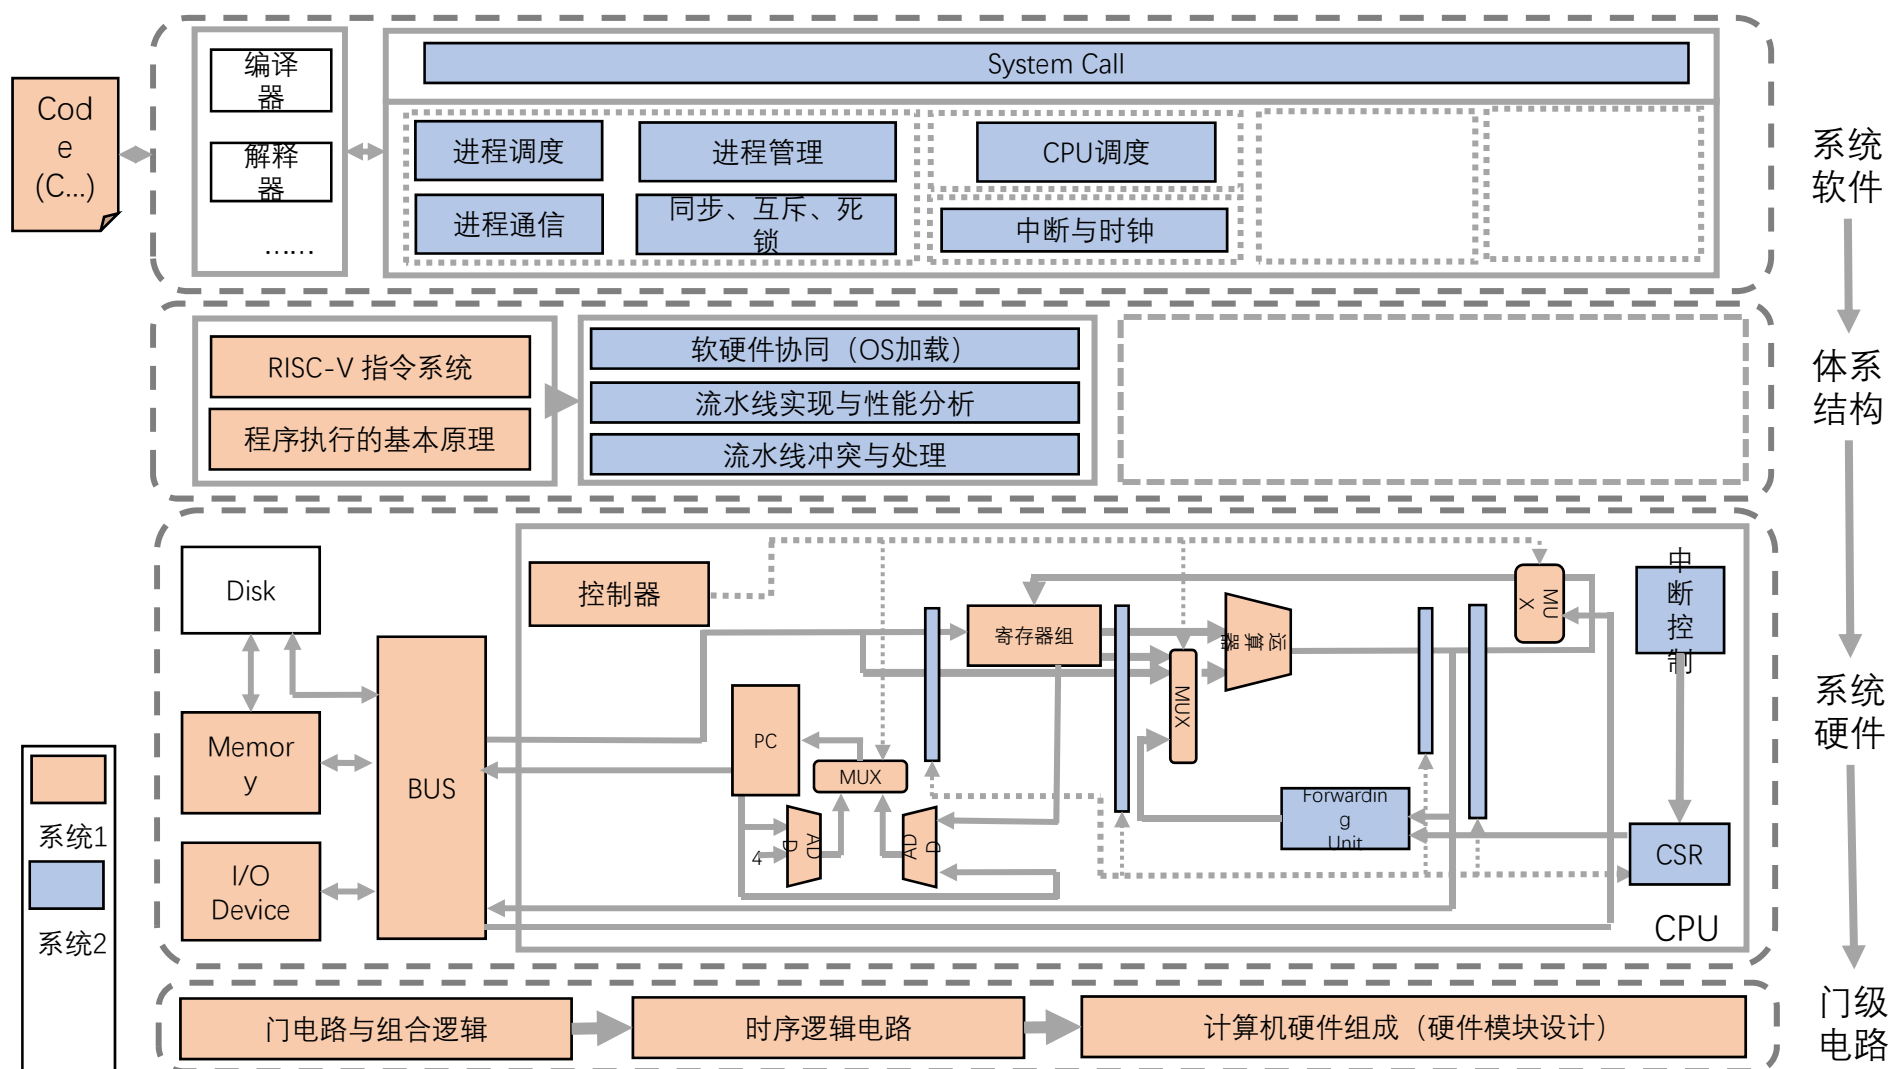 System Call
编译
器
解释
器
……
Cod
e
(C...)
进程调度
进程管理
CPU调度
进程通信
同步、互斥、死
锁
中断与时钟
系统
软件
RISC-V 指令系统
程序执行的基本原理
软硬件协同（OS加载）
流水线实现与性能分析
流水线冲突与处理
体系
结构
Disk
Memor
y
I/O
Device
BUS
控制器
寄存器组
PC
MUX
4
AD
D
AD
D
MUX
运算
器
MU
X
Forwardin
g
Unit
中
断
控
制
CSR
CPU
系统
硬件
系统1
系统2
门电路与组合逻辑
时序逻辑电路
计算机硬件组成（硬件模块设计）
门级
电路